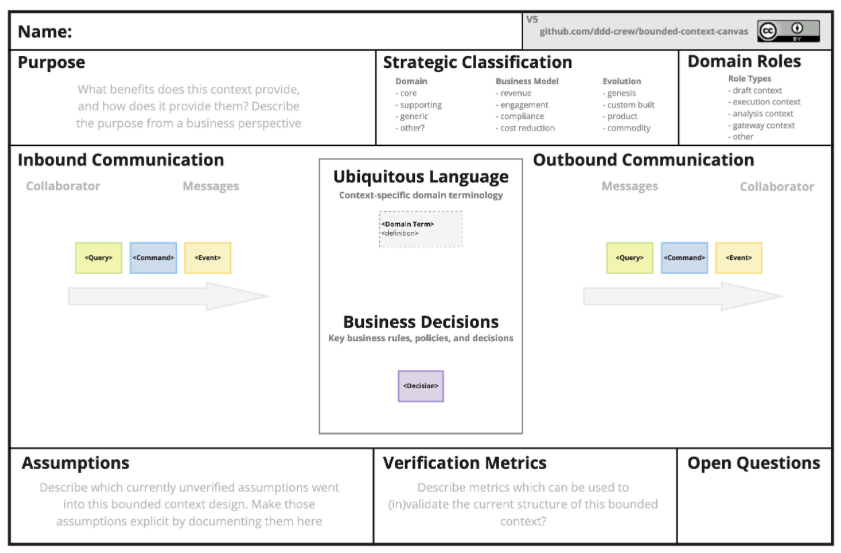 Name:
V5
github.com/ddd-crew/bounded-context-canvas
cc
BY
Purpose
What benefits does this context provide,
and how does it provide them? Describe
the purpose from a business perspective
Strategic Classification
Domain
- core
- supporting
- generic
- other?
Business Model
- revenue
- engagement
- compliance
- cost reduction
Evolution
- genesis
- custom built
- product
- commodity
Domain Roles
Role Types
- draft context
- execution context
- analysis context
- gateway context
- other
Inbound Communication
Collaborator
Messages
<Query>
<Command>
<Event>
Ubiquitous Language
Context-specific domain terminology
<Domain Term>
<definition>
Business Decisions
Key business rules, policies, and decisions
<Decision>
Outbound Communication
Messages
Collaborator
<Query>
<Command>
<Event>
Assumptions
Describe which currently unverified assumptions went
into this bounded context design. Make those
assumptions explicit by documenting them here
Verification Metrics
Describe metrics which can be used to
(in)validate the current structure of this bounded
context?
Open Questions